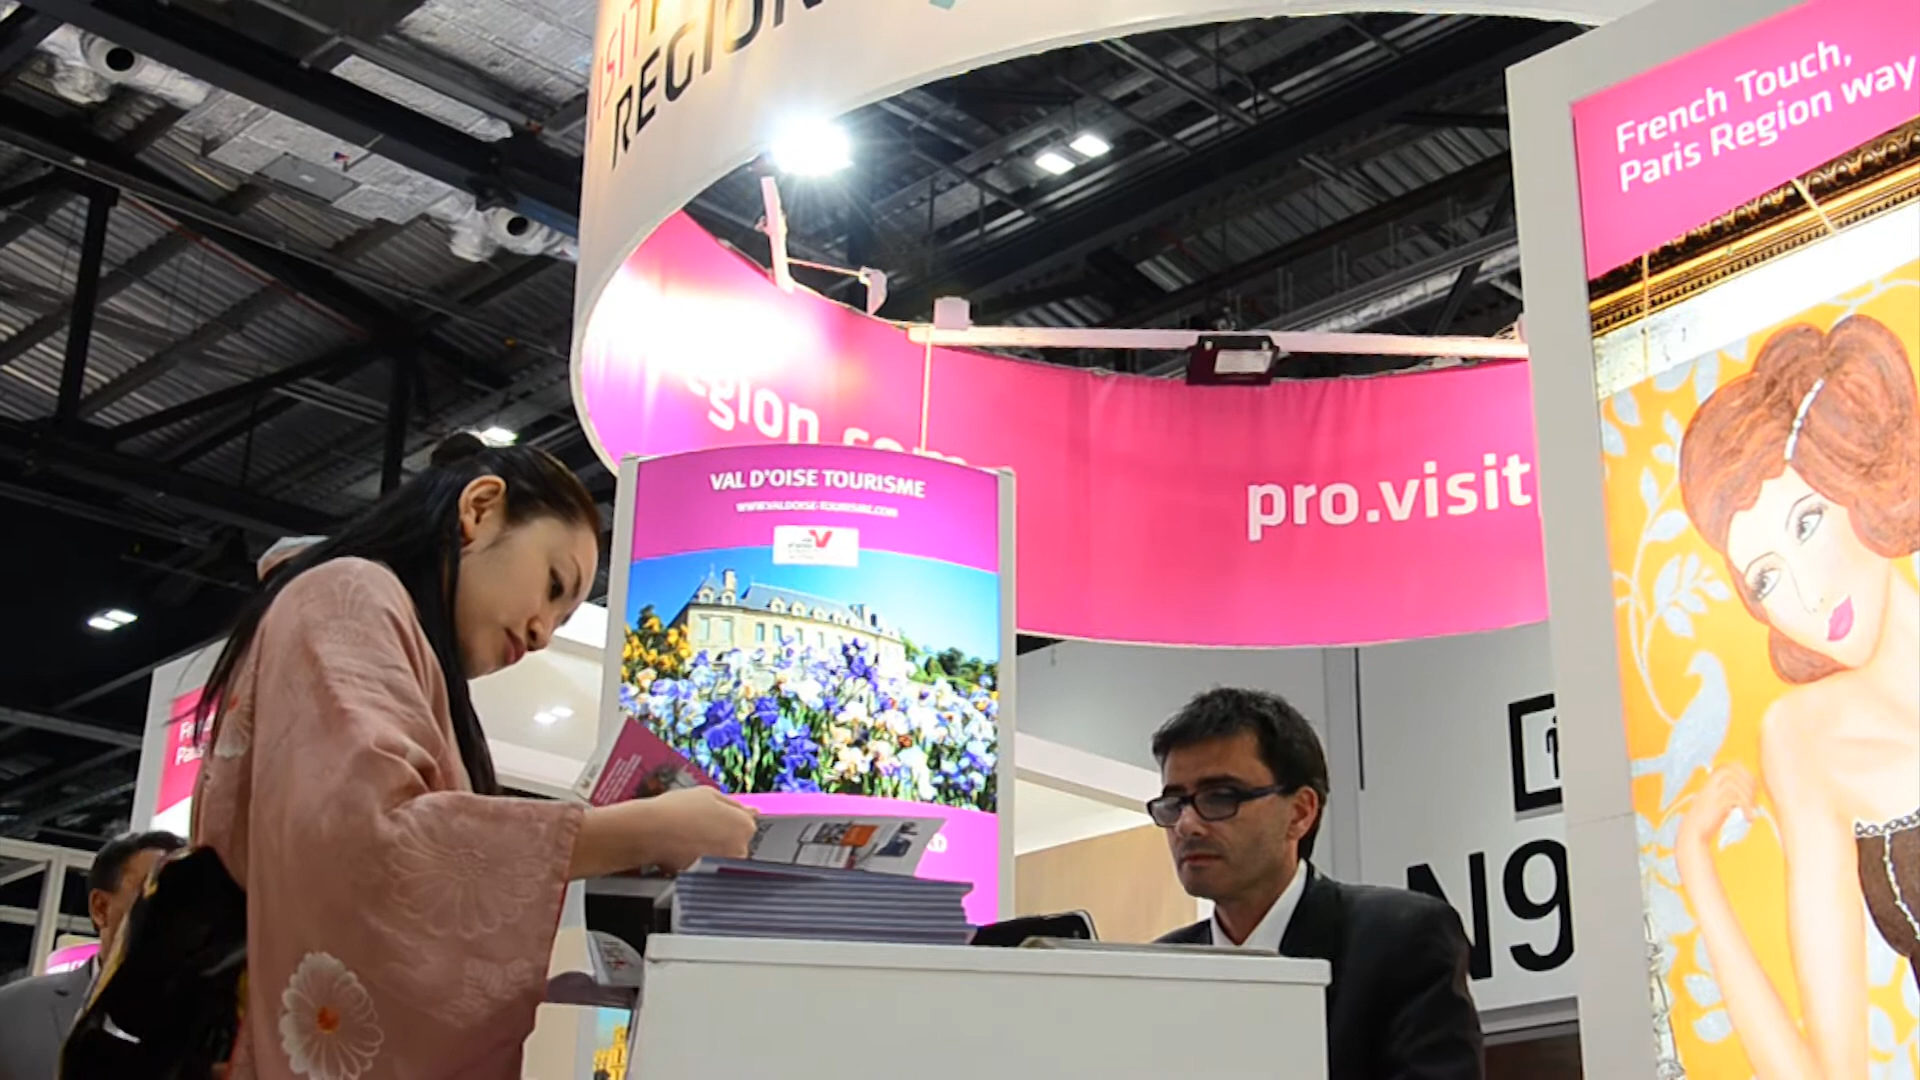 REGION
French Touch,
Paris Region way
gion.com
pro.visit
VAL D'OISE TOURISME
WWW.VALDOISE-TOURISME.COM
N9